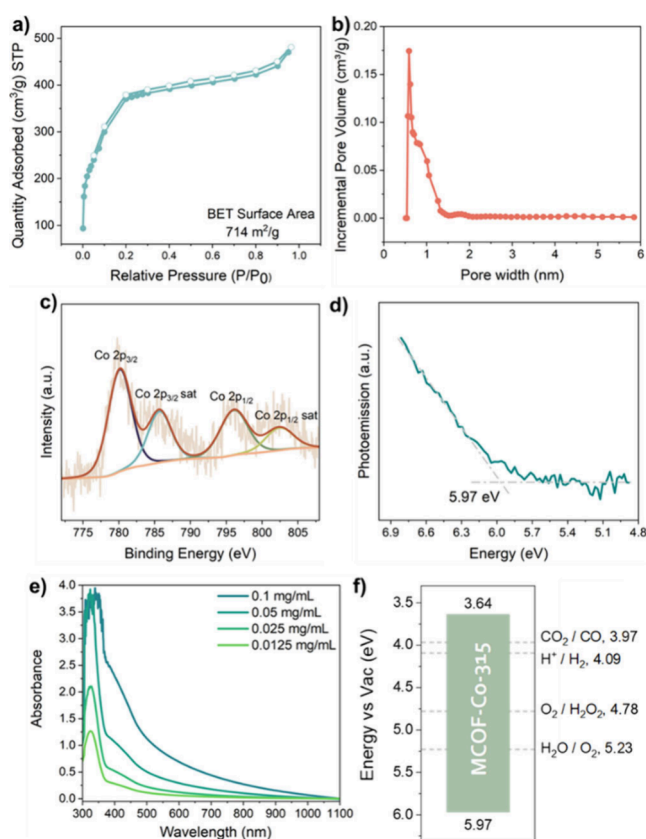 a)
Quantity Adsorbed (cm³/g) STP
500
400
300
200
100
0.0 0.2 0.4 0.6 0.8 1.0
BET Surface Area
714 m²/g
Relative Pressure (P/P₀)
b)
Incremental Pore Volume (cm³/g)
0.20
0.15
0.10
0.05
0.00
0 1 2 3 4 5 6
Pore width (nm)
c)
Intensity (a.u.)
Co 2p₃/₂
Co 2p₃/₂ sat
Co 2p₁/₂
Co 2p₁/₂ sat
775 780 785 790 795 800 805
Binding Energy (eV)
d)
Photoemission (a.u.)
5.97 eV
6.9 6.6 6.3 6.0 5.7 5.4 5.1 4.8
Energy (eV)
e)
Absorbance
4.0
3.5
3.0
2.5
2.0
1.5
1.0
0.5
0.0
0.1 mg/mL
0.05 mg/mL
0.025 mg/mL
0.0125 mg/mL
300 400 500 600 700 800 900 1000 1100
Wavelength (nm)
f)
Energy vs Vac (eV)
3.5
4.0
4.5
5.0
5.5
6.0
3.64
MCOF-Co-315
5.97
CO₂ / CO, 3.97
H⁺ / H₂, 4.09
O₂ / H₂O₂, 4.78
H₂O / O₂, 5.23